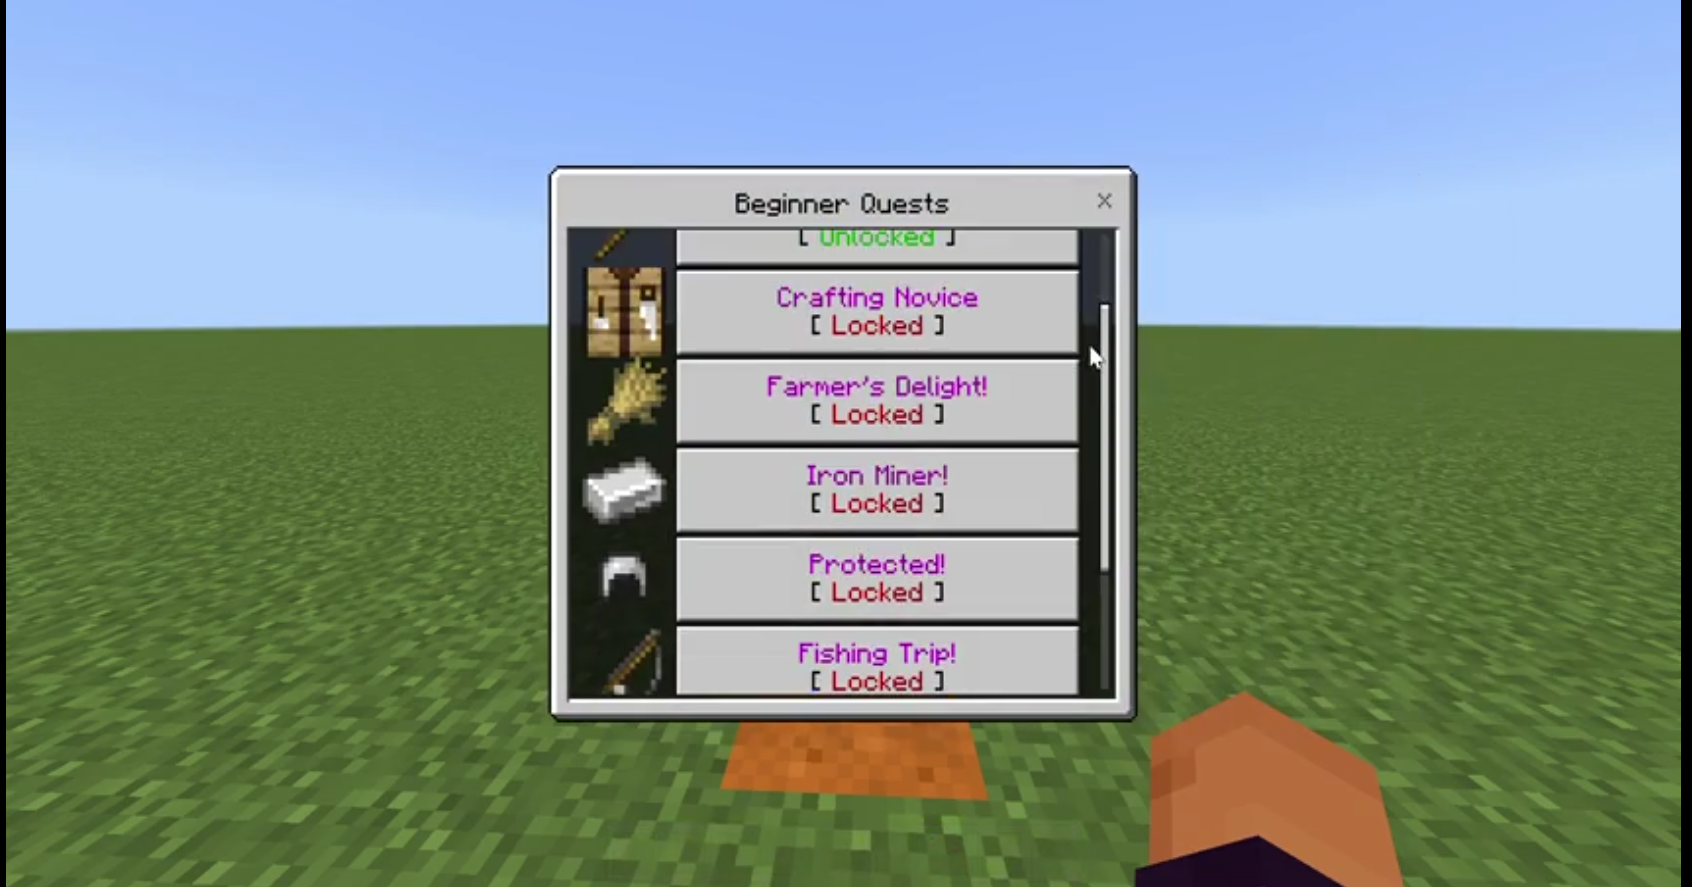 Beginner Quests
[ Unlocked ]
Crafting Novice
[ Locked ]
Farmer's Delight!
[ Locked ]
Iron Miner!
[ Locked ]
Protected!
[ Locked ]
Fishing Trip!
[ Locked ]